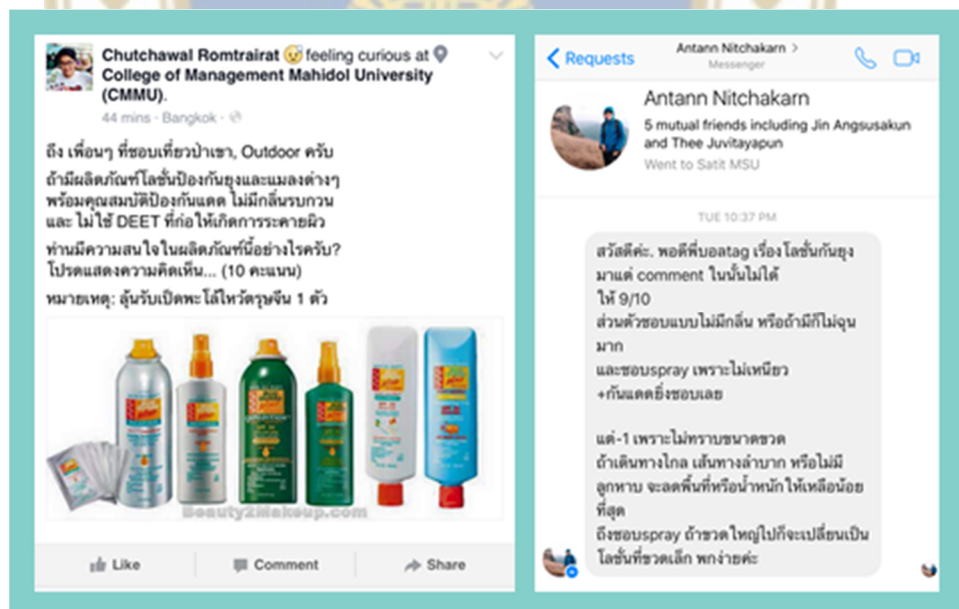 Chutchawal Romtrairat feeling curious at
College of Management Mahidol University
(CMMU).
44 mins · Bangkok ·
ถึง เพื่อนๆ ที่ชอบเที่ยวป่าเขา, Outdoor ครับ
ถ้ามีผลิตภัณฑ์โลชั่นป้องกันยุงและแมลงต่างๆ
พร้อมคุณสมบัติป้องกันแดด ไม่มีกลิ่นรบกวน
และ ไม่ใช้ DEET ที่ก่อให้เกิดการระคายผิว
ท่านมีความสนใจในผลิตภัณฑ์นี้อย่างไรครับ?
โปรดแสดงความคิดเห็น... (10 คะแนน)
หมายเหตุ: ลุ้นรับเป็ดพะโล้ไหว้ตรุษจีน 1 ตัว
Beauty2Makeup.com
Like
Comment
Share
Requests
Antann Nitchakarn >
Messenger
Antann Nitchakarn
5 mutual friends including Jin Angsusakun
and Thee Juvitayapun
Went to Satit MSU
TUE 10:37 PM
สวัสดีค่ะ. พอดีพี่บอลtag เรื่องโลชั่นกันยุง
มาแต่ comment ในนั้นไม่ได้
ให้ 9/10
ส่วนตัวชอบแบบไม่มีกลิ่น หรือถ้ามีก็ไม่ฉุน
มาก
และชอบspray เพราะไม่เหนียว
+กันแดดยิ่งชอบเลย
แต่-1 เพราะไม่ทราบขนาดขวด
ถ้าเดินทางไกล เส้นทางลำบาก หรือไม่มี
ลูกหาบ จะลดพื้นที่หรือน้ำหนักให้เหลือน้อย
ที่สุด
ถึงชอบspray ถ้าขวดใหญ่ไปก็จะเปลี่ยนเป็น
โลชั่นที่ขวดเล็ก พกง่ายค่ะ